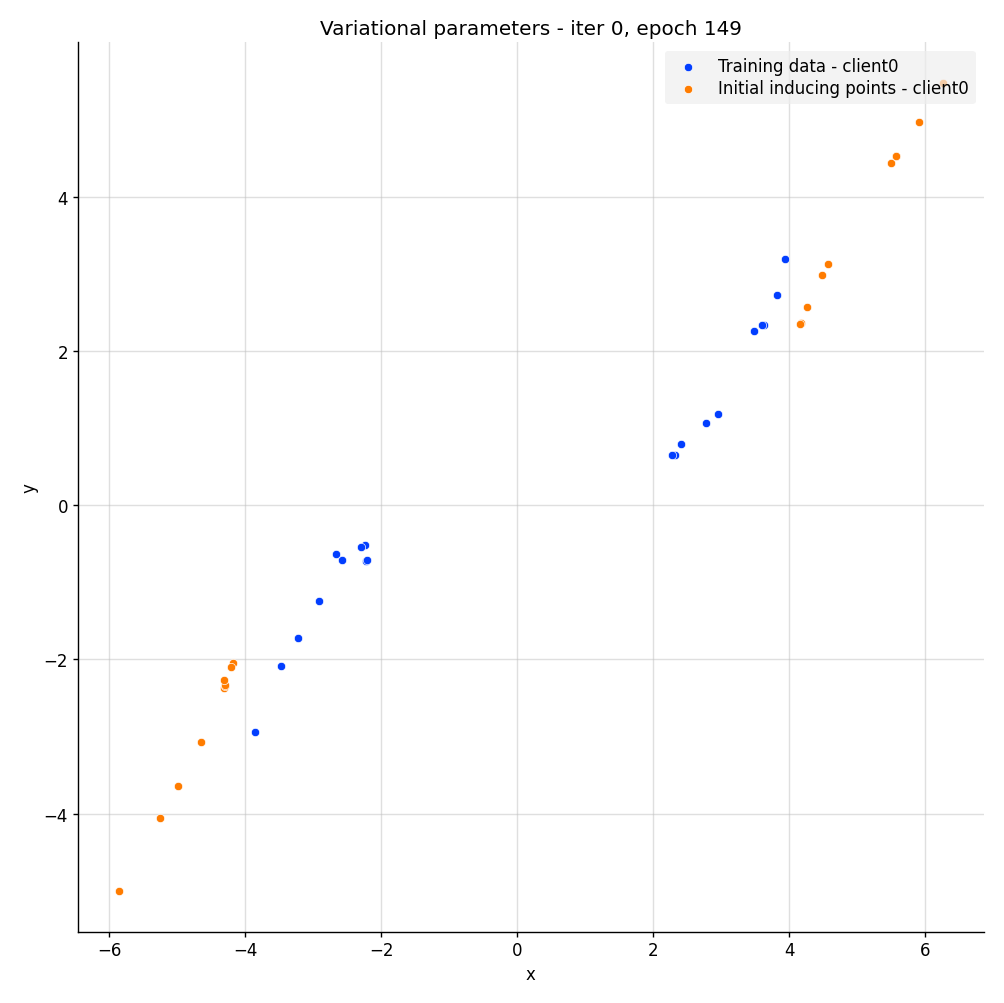 Variational parameters - iter 0, epoch 149
Training data - client0
Initial inducing points - client0
4
2
0
−2
−4
y
−6
−4
−2
0
2
4
6
x